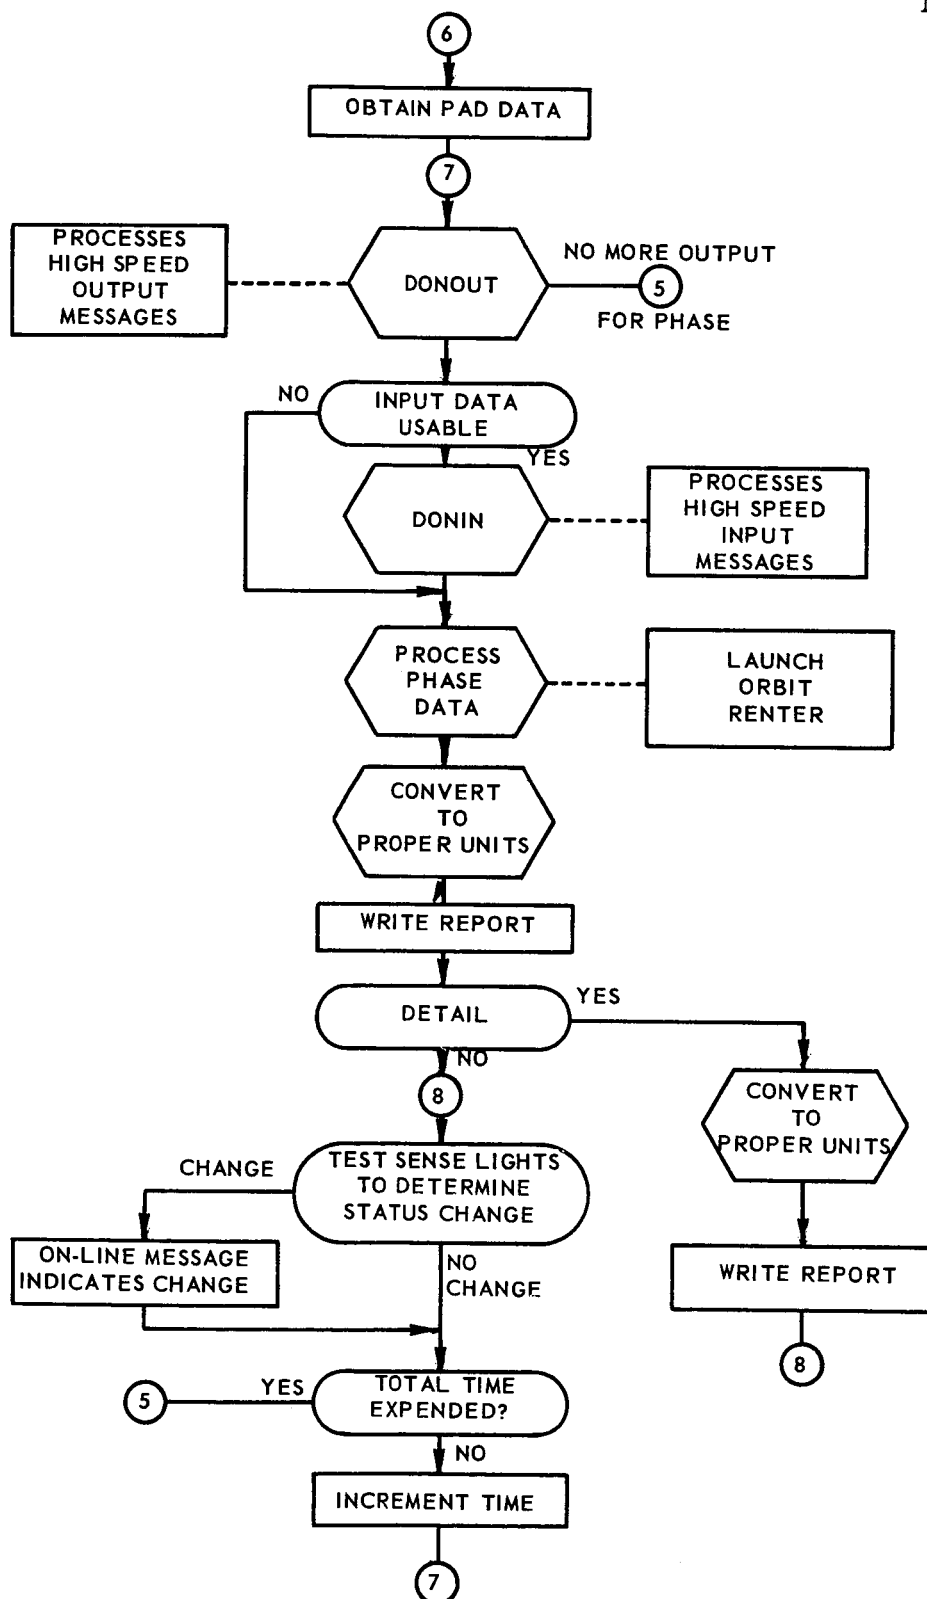 6
OBTAIN PAD DATA
7
PROCESSES
HIGH SPEED
OUTPUT
MESSAGES
DONOUT
NO MORE OUTPUT
5
FOR PHASE
NO
INPUT DATA
USABLE
YES
DONIN
PROCESSES
HIGH SPEED
INPUT
MESSAGES
PROCESS
PHASE
DATA
LAUNCH
ORBIT
RENTER
CONVERT
TO
PROPER UNITS
WRITE REPORT
DETAIL
YES
NO
8
CONVERT
TO
PROPER UNITS
CHANGE
TEST SENSE LIGHTS
TO DETERMINE
STATUS CHANGE
ON-LINE MESSAGE
INDICATES CHANGE
NO
CHANGE
WRITE REPORT
8
5
YES
TOTAL TIME
EXPENDED?
NO
INCREMENT TIME
7